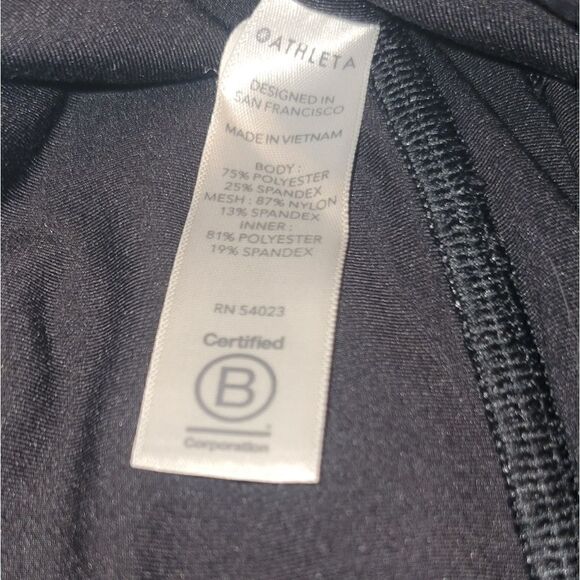 ATHLETA
DESIGNED IN
SAN FRANCISCO
MADE IN VIETNAM
BODY :
75% POLYESTER
25% SPANDEX
MESH : 87% NYLON
13% SPANDEX
INNER :
81% POLYESTER
19% SPANDEX
RN 54023
Certified
B
Corporation